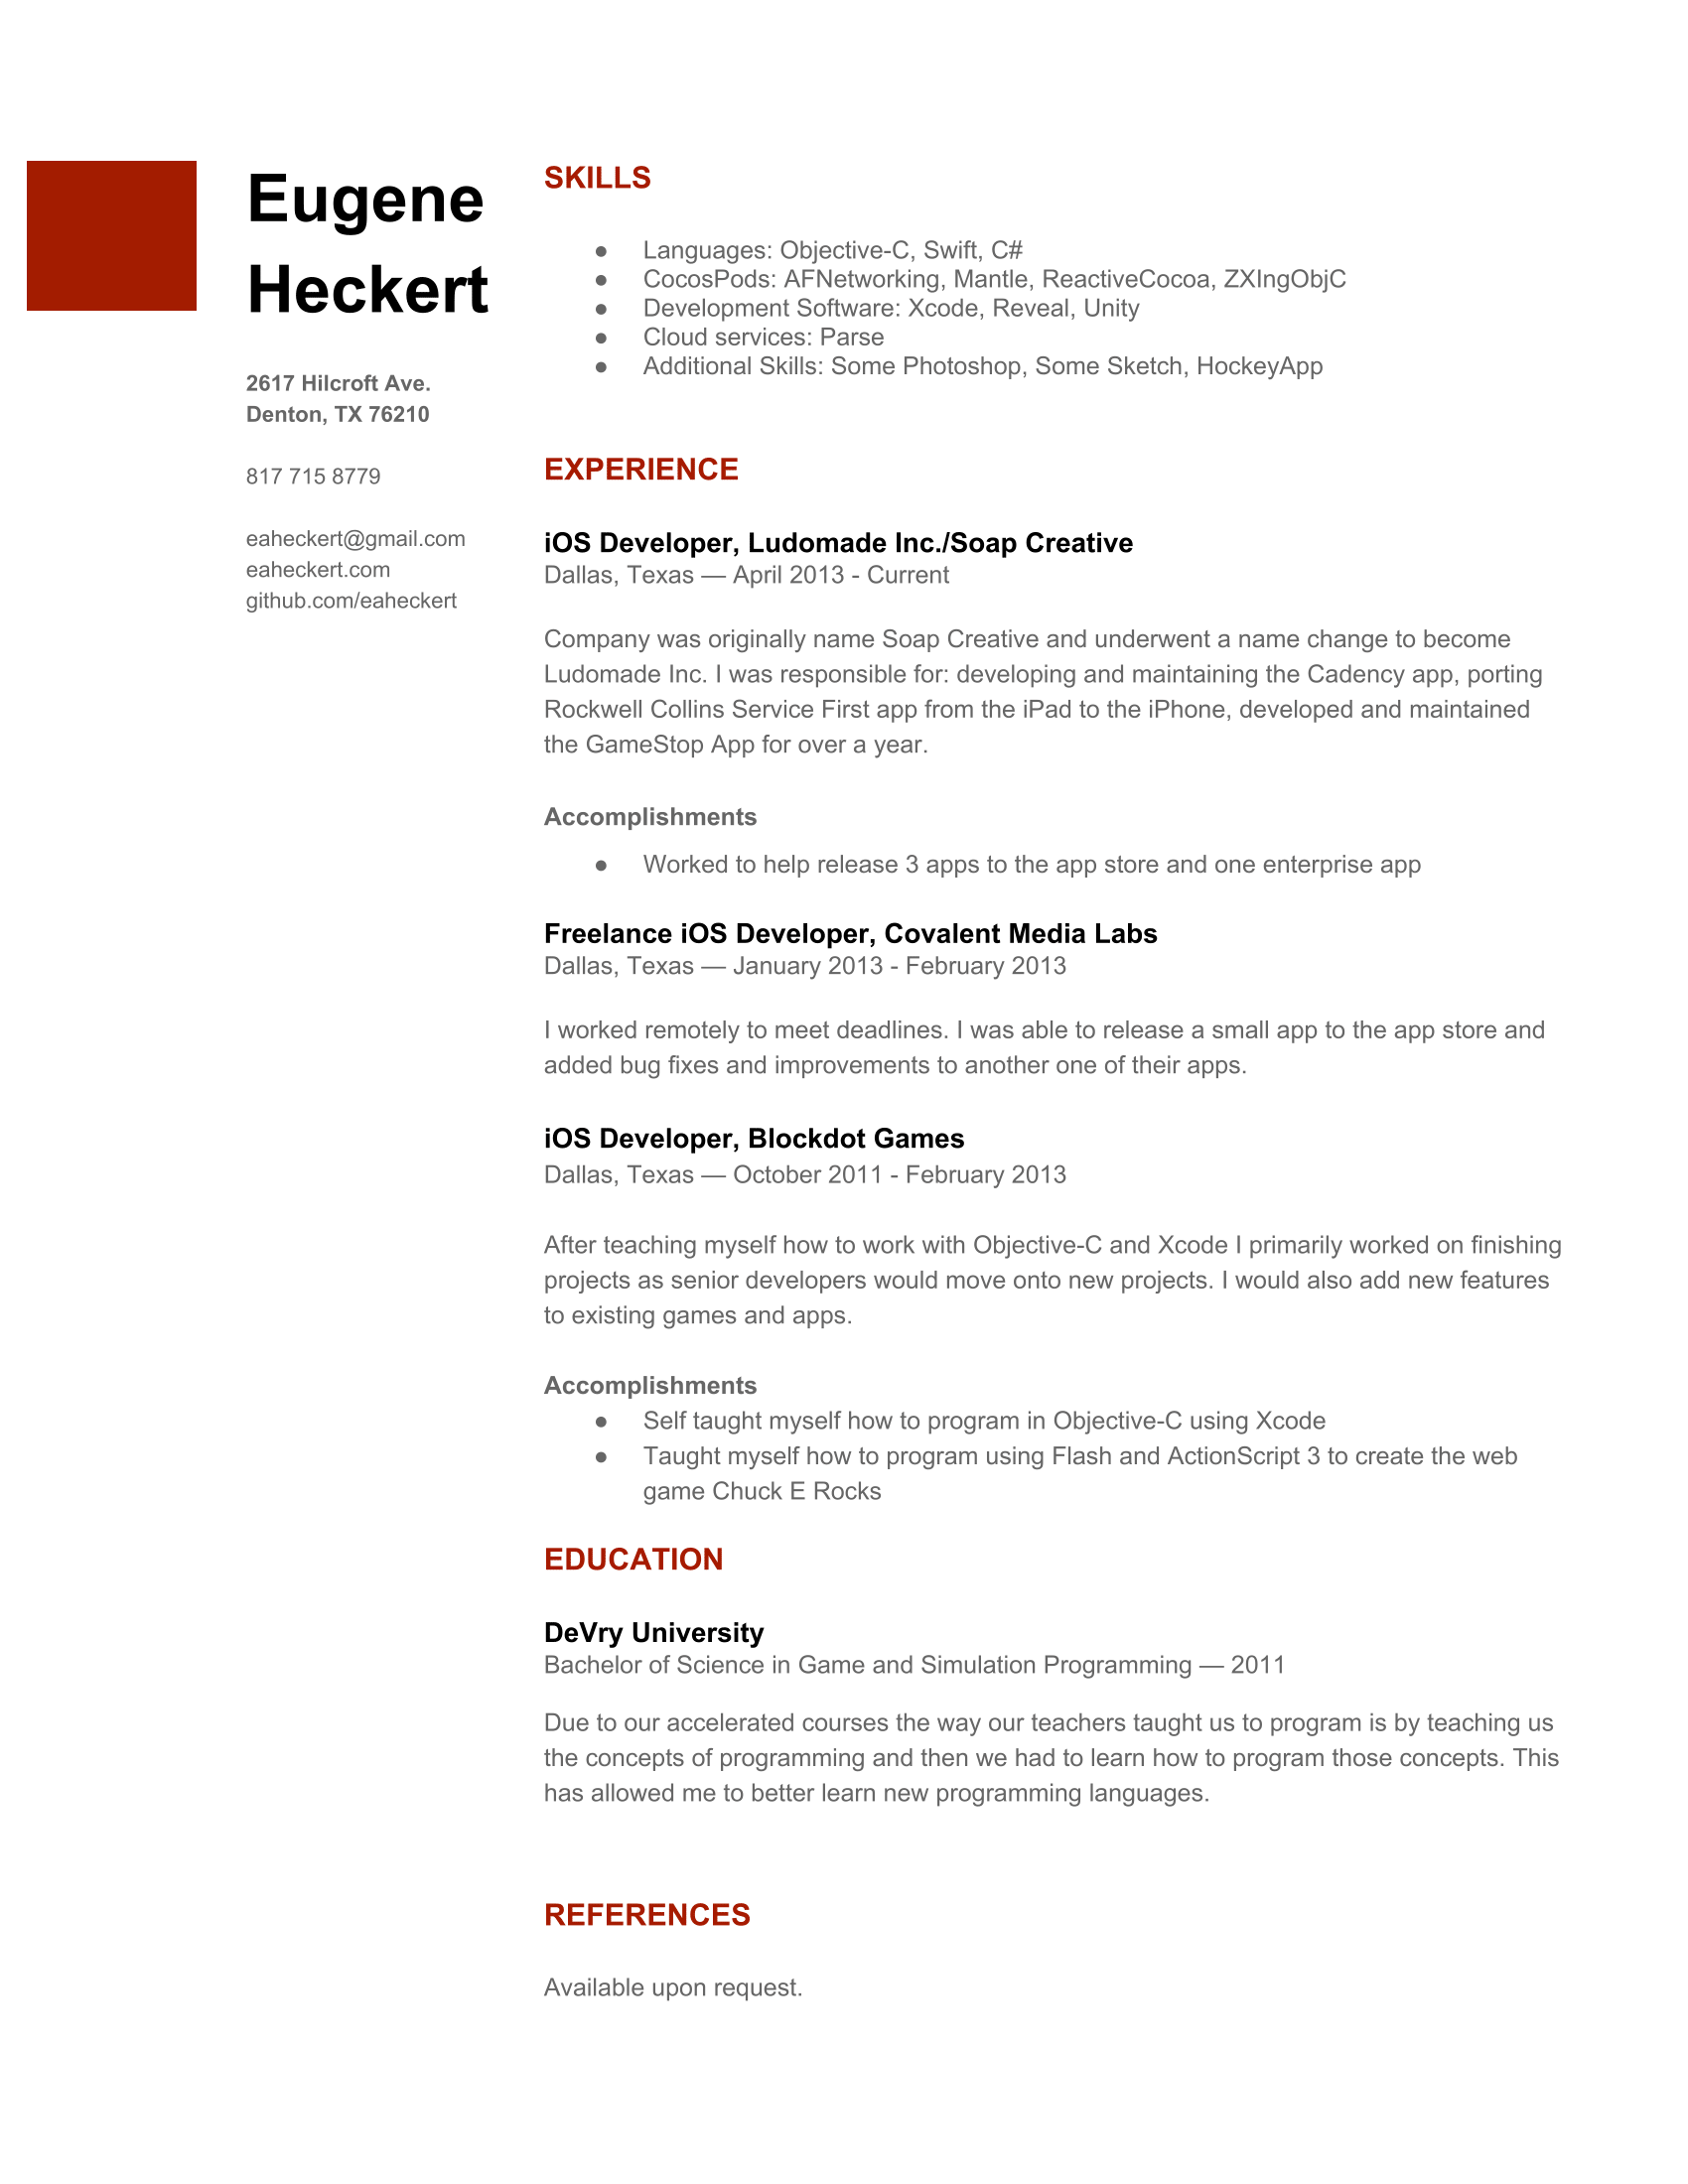 Eugene
Heckert
2617 Hilcroft Ave.
Denton, TX 76210
817 715 8779
eaheckert@gmail.com
eaheckert.com
github.com/eaheckert
SKILLS
● Languages: Objective-C, Swift, C#
● CocosPods: AFNetworking, Mantle, ReactiveCocoa, ZXIngObjC
● Development Software: Xcode, Reveal, Unity
● Cloud services: Parse
● Additional Skills: Some Photoshop, Some Sketch, HockeyApp
EXPERIENCE
iOS Developer, Ludomade Inc./Soap Creative
Dallas, Texas — April 2013 - Current
Company was originally name Soap Creative and underwent a name change to become
Ludomade Inc. I was responsible for: developing and maintaining the Cadency app, porting
Rockwell Collins Service First app from the iPad to the iPhone, developed and maintained
the GameStop App for over a year.
Accomplishments
● Worked to help release 3 apps to the app store and one enterprise app
Freelance iOS Developer, Covalent Media Labs
Dallas, Texas — January 2013 - February 2013
I worked remotely to meet deadlines. I was able to release a small app to the app store and
added bug fixes and improvements to another one of their apps.
iOS Developer, Blockdot Games
Dallas, Texas — October 2011 - February 2013
After teaching myself how to work with Objective-C and Xcode I primarily worked on finishing
projects as senior developers would move onto new projects. I would also add new features
to existing games and apps.
Accomplishments
● Self taught myself how to program in Objective-C using Xcode
● Taught myself how to program using Flash and ActionScript 3 to create the web
game Chuck E Rocks
EDUCATION
DeVry University
Bachelor of Science in Game and Simulation Programming — 2011
Due to our accelerated courses the way our teachers taught us to program is by teaching us
the concepts of programming and then we had to learn how to program those concepts. This
has allowed me to better learn new programming languages.
REFERENCES
Available upon request.